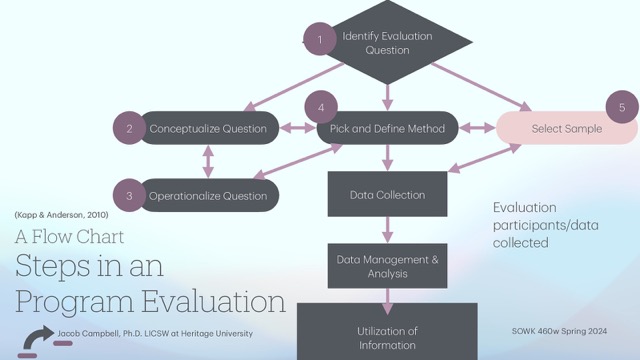 1
Identify Evaluation
Question
4
5
2
Conceptualize Question
Pick and Define Method
Select Sample
3
Operationalize Question
Data Collection
(Kapp & Anderson, 2010)
A Flow Chart
Steps in an
Program Evaluation
Evaluation
participants/data
collected
Data Management &
Analysis
Jacob Campbell, Ph.D. LICSW at Heritage University
Utilization of
Information
SOWK 460w Spring 2024